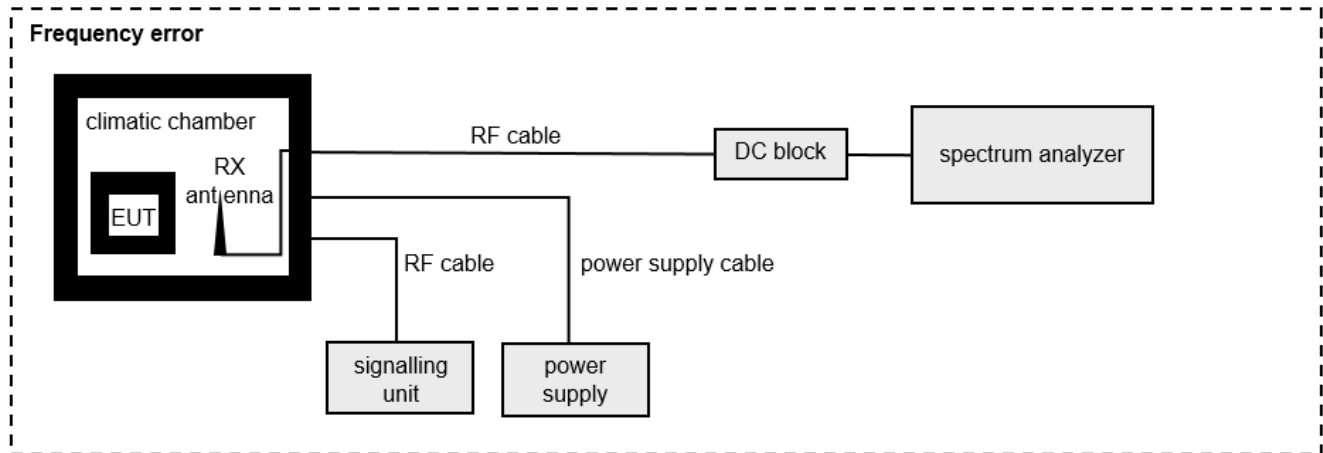 Frequency error
climatic chamber
RX
antenna
EUT
RF cable
DC block
spectrum analyzer
RF cable
power supply cable
signalling
unit
power
supply